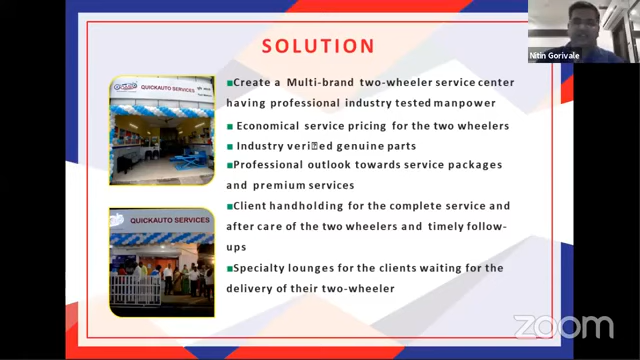 SOLUTION
Nitin Gorivale
QUICKAUTO SERVICES
■Create a Multi-brand two-wheeler service center
having professional industry tested manpower
■ Economical service pricing for the two wheelers
■ Industry veri⍰ed genuine parts
■Professional outlook towards service packages
and premium services
■Client handholding for the complete service and
after care of the two wheelers and timely follow-
ups
■Specialty lounges for the clients waiting for the
delivery of their two-wheeler
QUICKAUTO SERVICES
zoom